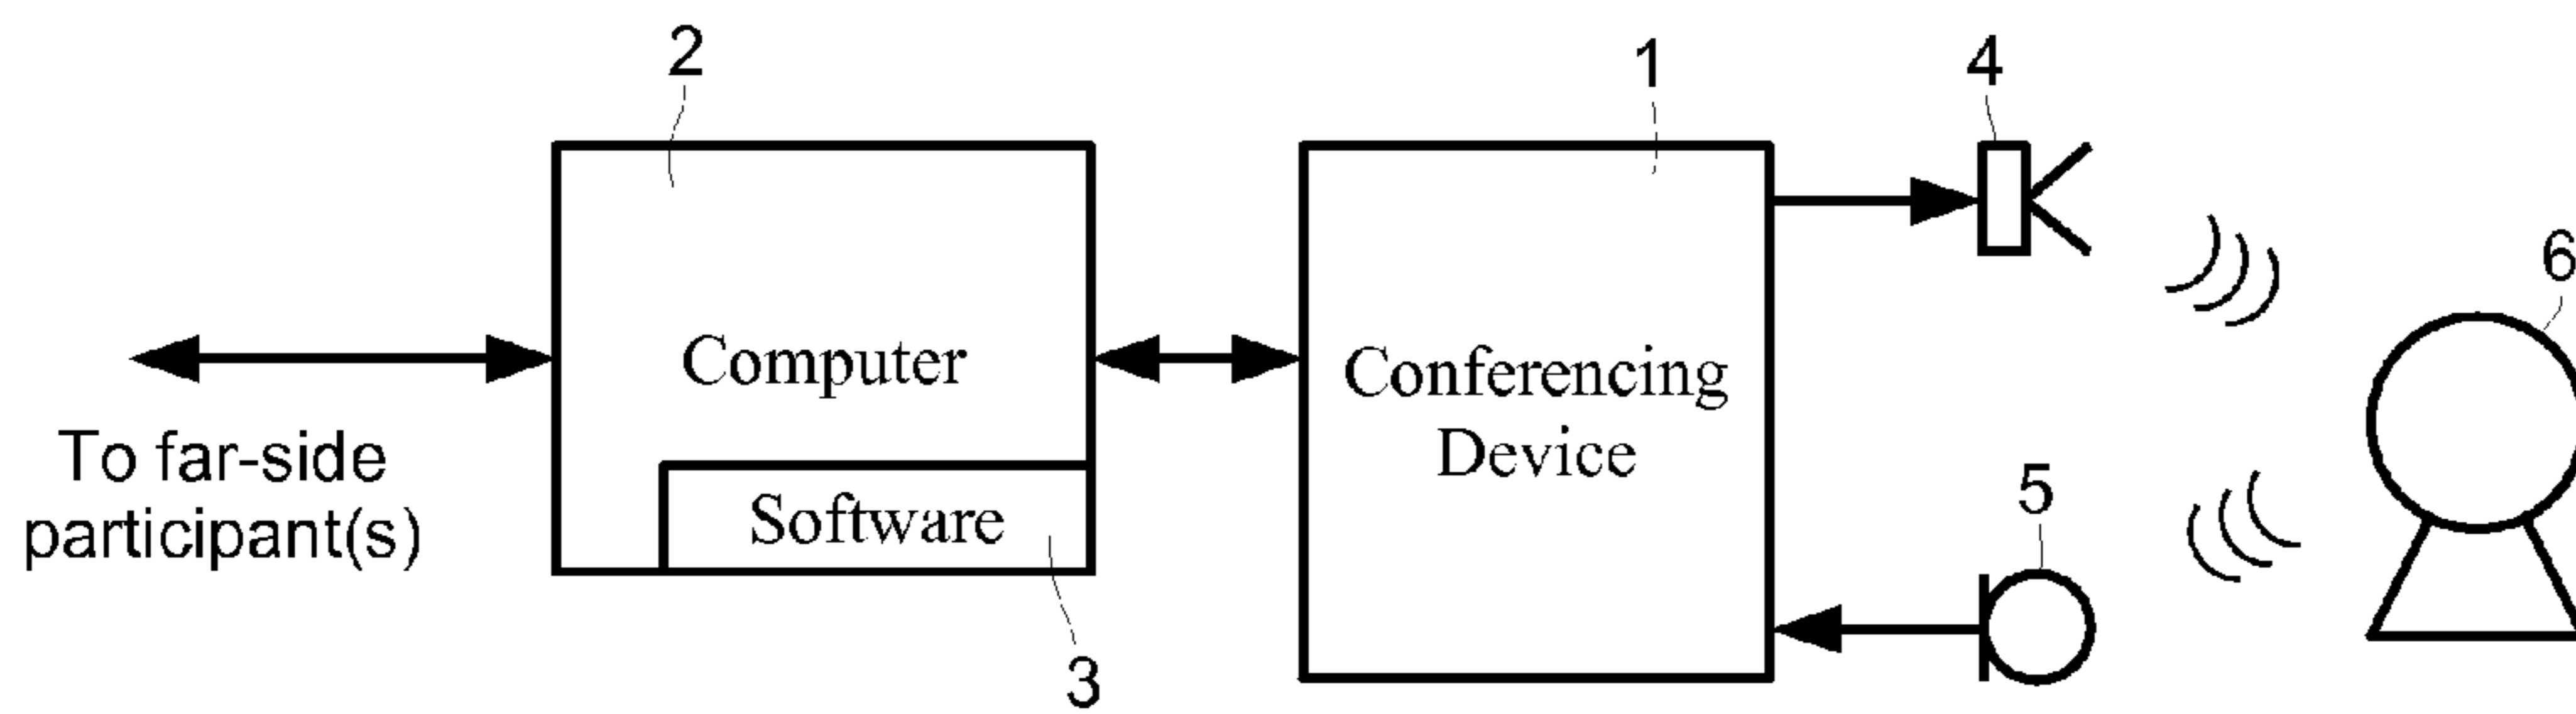 2
1
4
6
Computer
Conferencing
Device
To far-side
participant(s)
Software
5
3